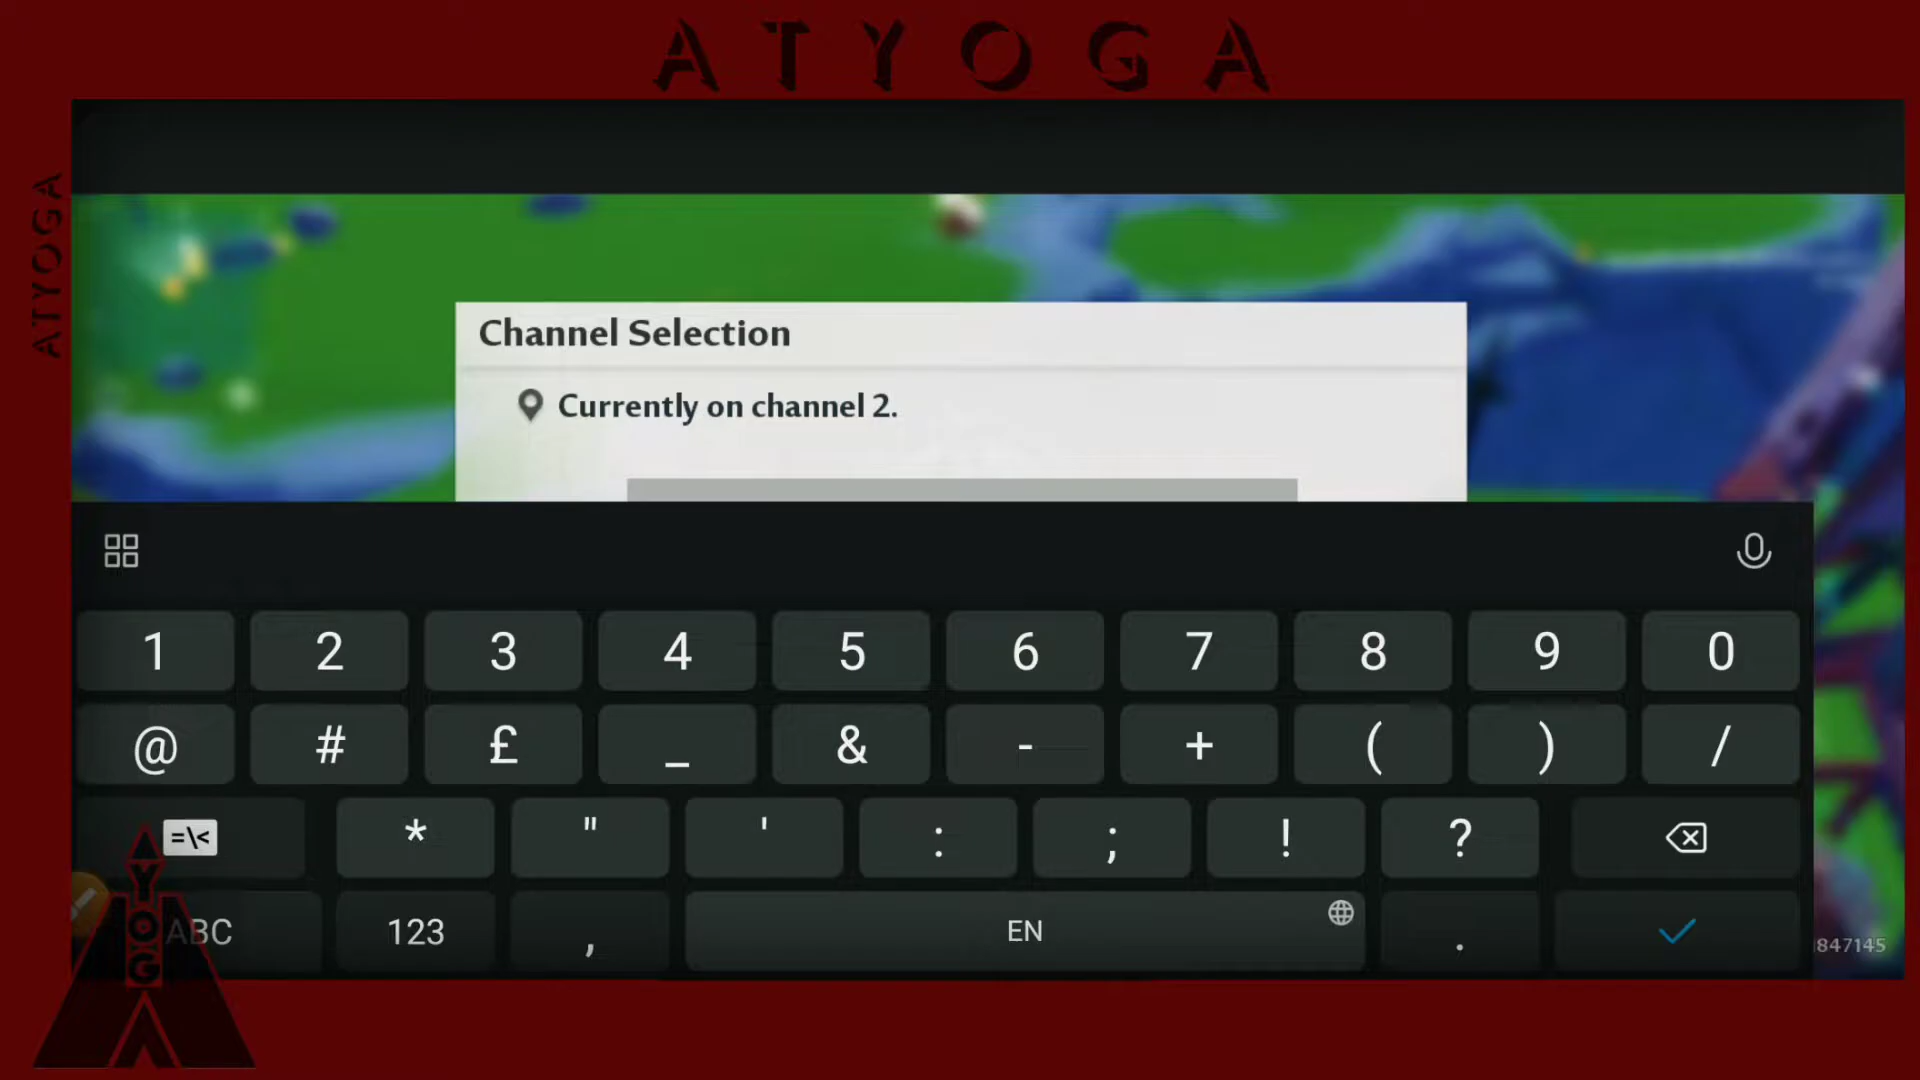 ATYOGA
ATYOGA
Channel Selection
Currently on channel 2.
1 2 3 4 5 6 7 8 9 0
@ # £ _ & - + ( ) /
=\< * " ' : ; ! ?
ABC 123 , EN .
847145
AYOGA